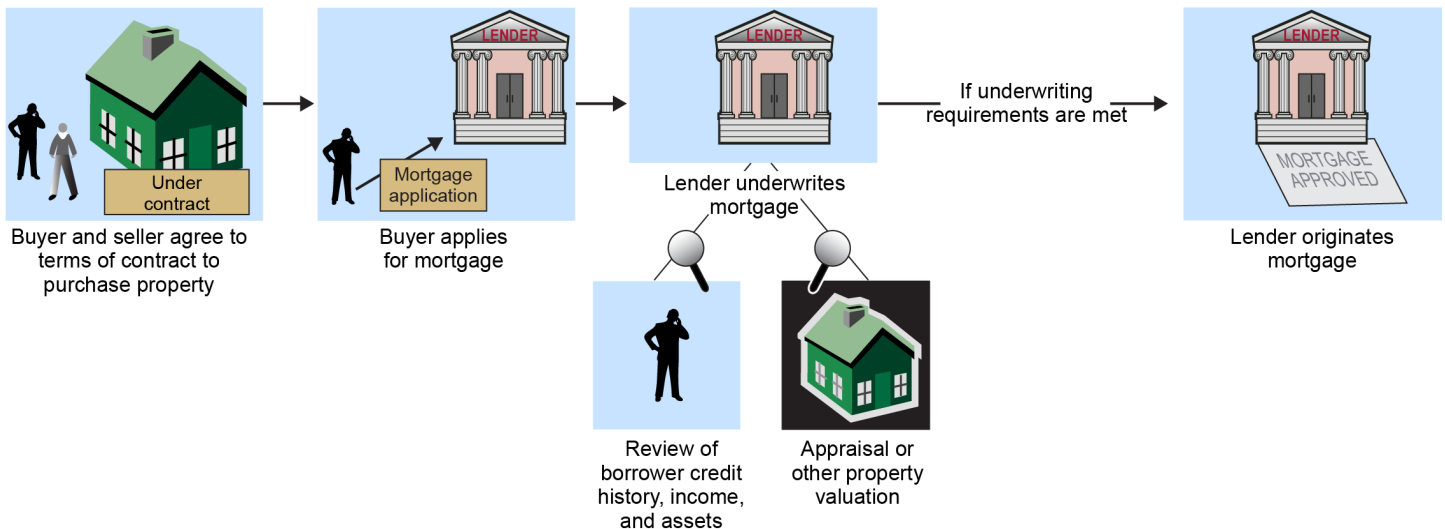 LENDER
LENDER
LENDER
If underwriting
requirements are met
Under
contract
Mortgage
application
MORTGAGE
APPROVED
Buyer and seller agree to
terms of contract to
purchase property
Buyer applies
for mortgage
Lender underwrites
mortgage
Lender originates
mortgage
Review of
borrower credit
history, income,
and assets
Appraisal or
other property
valuation